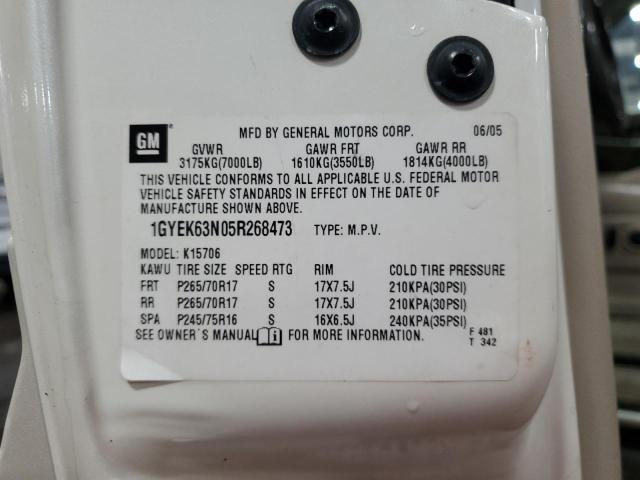 MFD BY GENERAL MOTORS CORP. 06/05
GM ®
GVWR GAWR FRT GAWR RR
3175KG(7000LB) 1610KG(3550LB) 1814KG(4000LB)
THIS VEHICLE CONFORMS TO ALL APPLICABLE U.S. FEDERAL MOTOR
VEHICLE SAFETY STANDARDS IN EFFECT ON THE DATE OF
MANUFACTURE SHOWN ABOVE.
1GYEK63N05R268473 TYPE: M.P.V.
MODEL: K15706
KAWU TIRE SIZE SPEED RTG RIM COLD TIRE PRESSURE
FRT P265/70R17 S 17X7.5J 210KPA(30PSI)
RR P265/70R17 S 17X7.5J 210KPA(30PSI)
SPA P245/75R16 S 16X6.5J 240KPA(35PSI)
SEE OWNER'S MANUAL FOR MORE INFORMATION. F 481
T 342